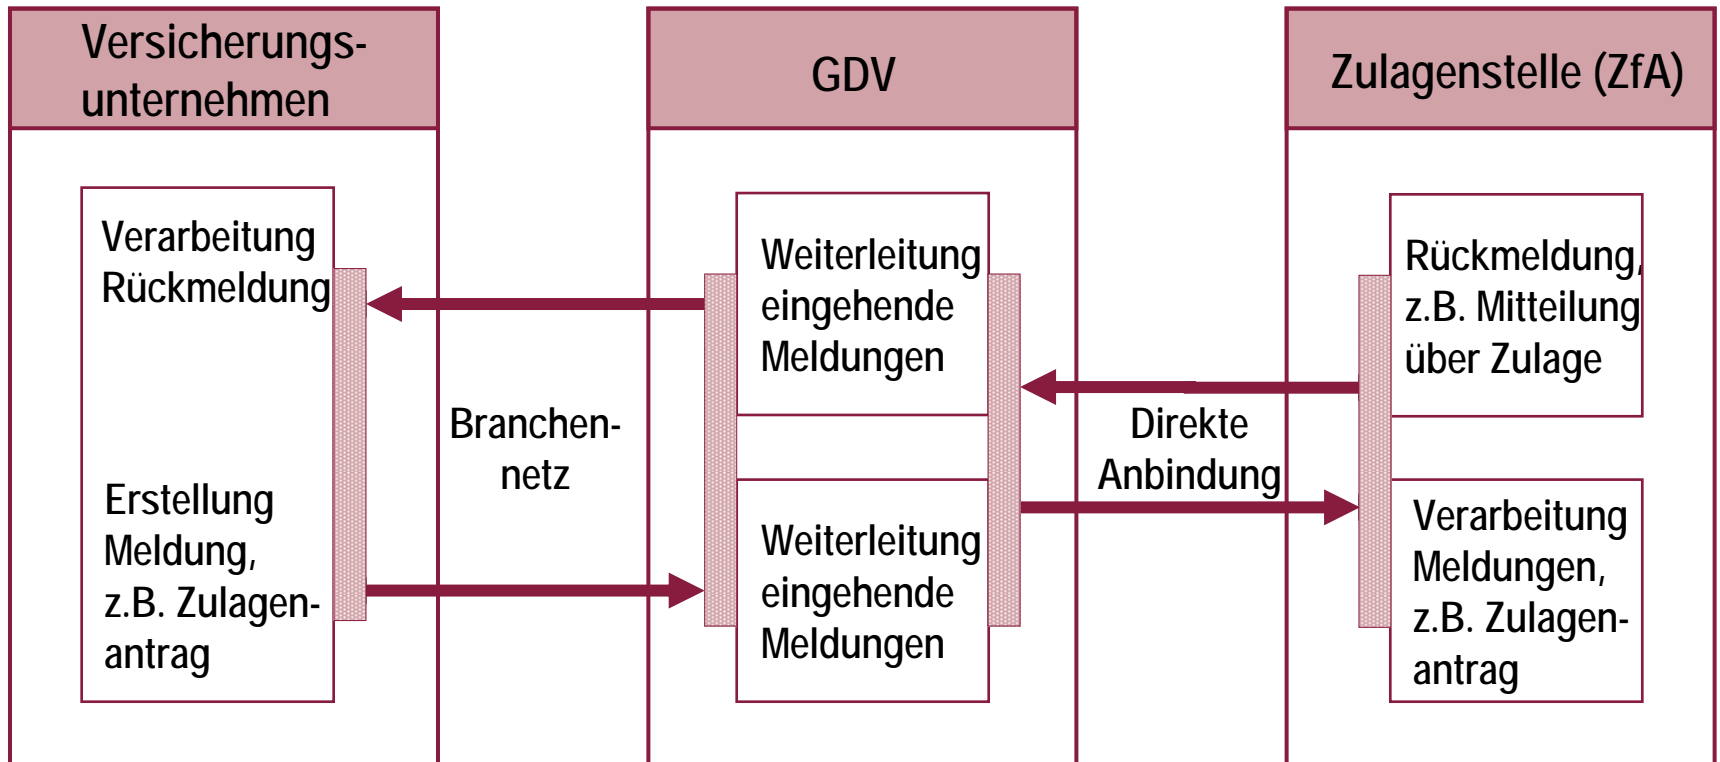 Versicherungs-
unternehmen
GDV
Zulagenstelle (ZfA)
Verarbeitung
Rückmeldung
Erstellung
Meldung,
z.B. Zulagen-
antrag
Branchen-
netz
Weiterleitung
eingehende
Meldungen
Weiterleitung
eingehende
Meldungen
Direkte
Anbindung
Rückmeldung,
z.B. Mitteilung
über Zulage
Verarbeitung
Meldungen,
z.B. Zulagen-
antrag